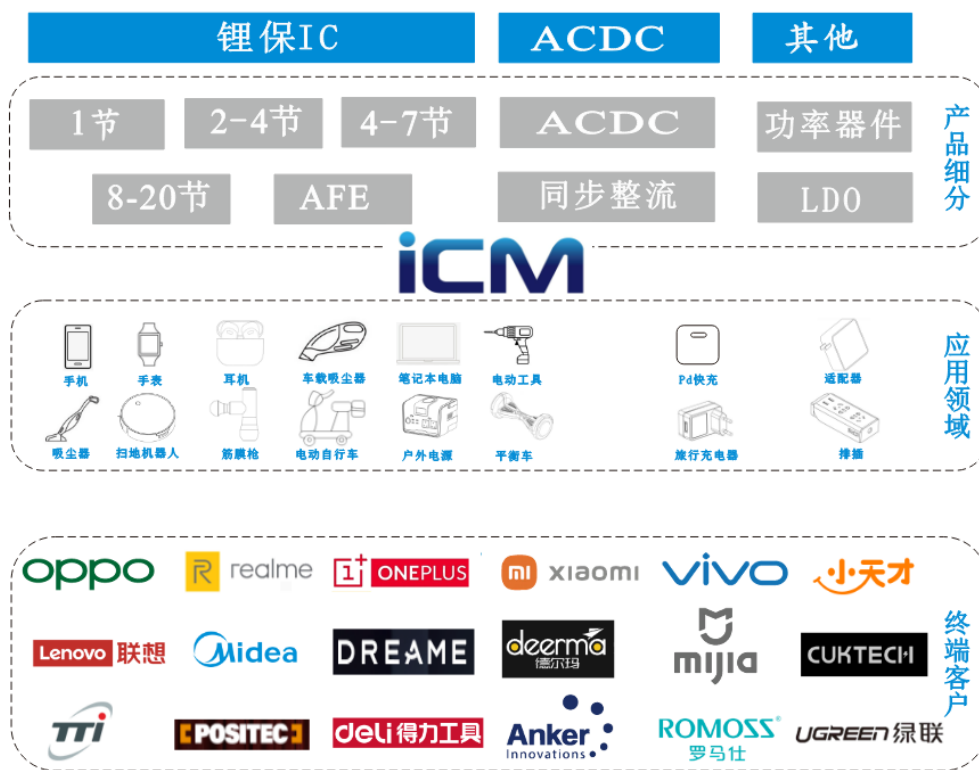 锂保IC
ACDC
其他
1节
2-4节
4-7节
ACDC
功率器件
8-20节
AFE
同步整流
LDO
产品细分
iCM
手机
手表
耳机
车载吸尘器
笔记本电脑
电动工具
Pd快充
适配器
吸尘器
扫地机器人
筋膜枪
电动自行车
户外电源
平衡车
旅行充电器
排插
应用领域
oppo
R realme
1+ ONEPLUS
mi xiaomi
vivo
小天才
Lenovo 联想
Midea
DREAME
deerma
德尔玛
mijia
CUKTECH
TTi
POSITEC
deli得力工具
Anker
Innovations
ROMOSS®
罗马仕
UGREEN绿联
终端客户